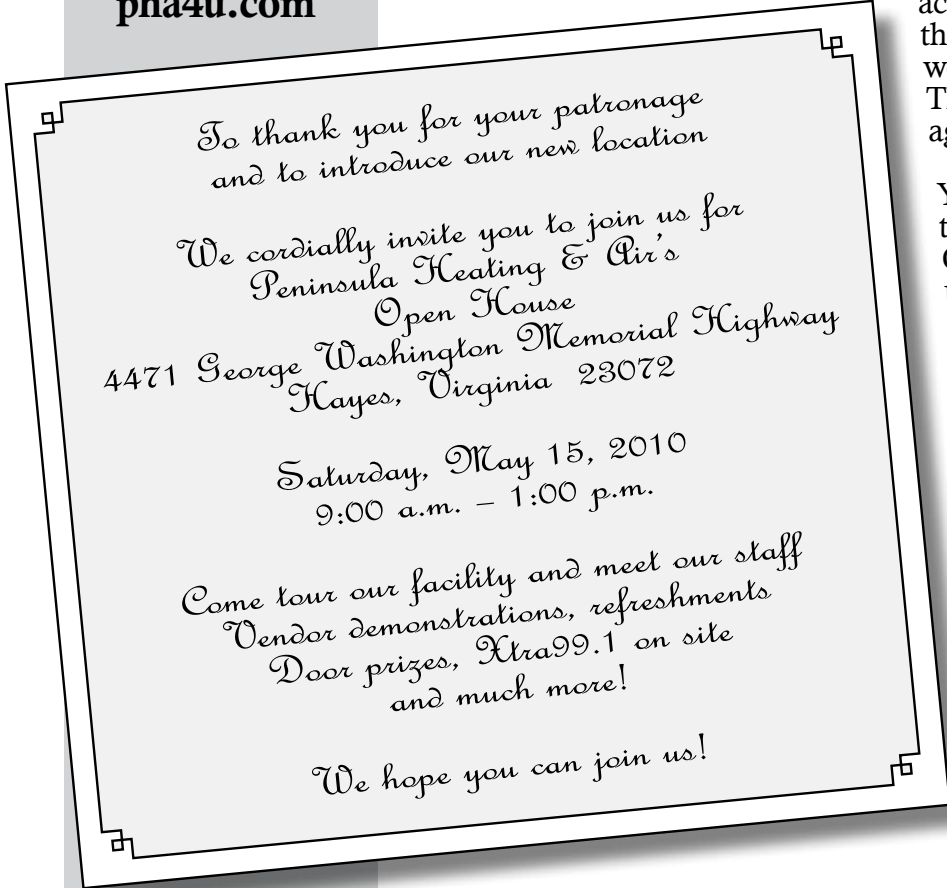 pha4u.com
To thank you for your patronage
and to introduce our new location
We cordially invite you to join us for
Peninsula Heating & Air's
Open House
4471 George Washington Memorial Highway
Hayes, Virginia 23072
Saturday, May 15, 2010
9:00 a.m. – 1:00 p.m.
Come tour our facility and meet our staff
Vendor demonstrations, refreshments
Door prizes, Xtra99.1 on site
and much more!
We hope you can join us!